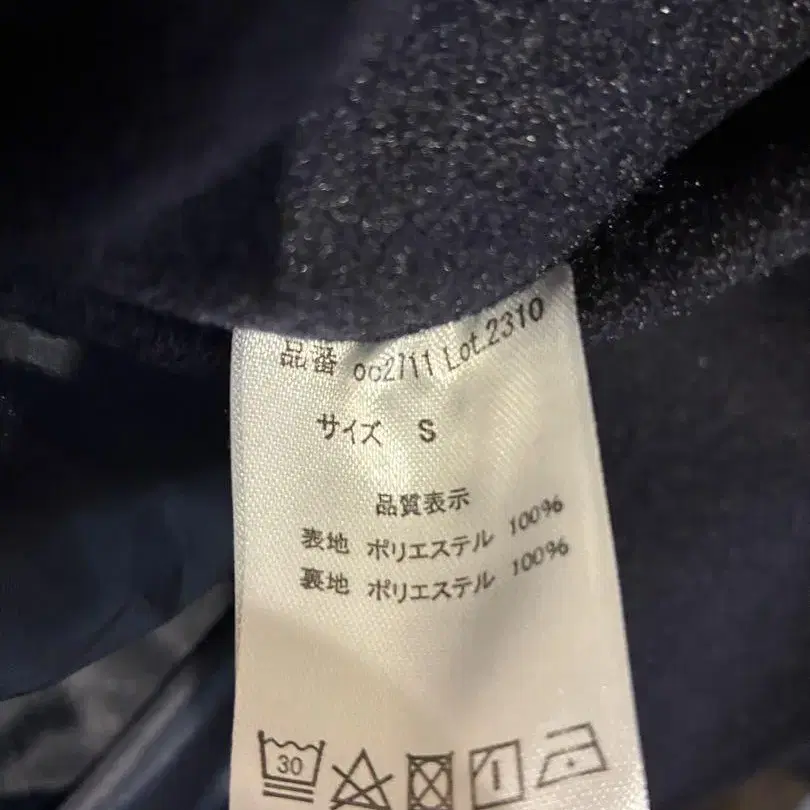 品番 oc2711 Lot.2310
サイズ S
品質表示
表地 ポリエステル 100%
裏地 ポリエステル 100%
30